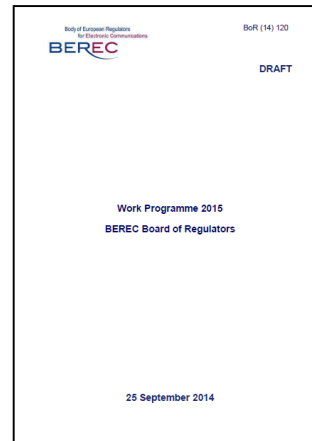 Body of European Regulators
for Electronic Communications
BEREC
BoR (14) 120
DRAFT
Work Programme 2015
BEREC Board of Regulators
25 September 2014